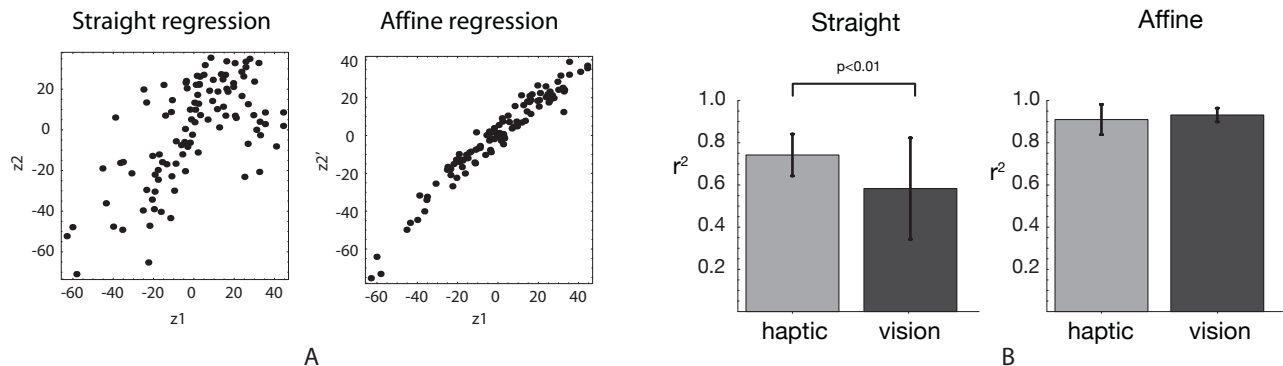 Straight regression
20
0
-20
-40
-60
z2
-60 -40 -20 0 20 40
z1
Affine regression
40
20
0
-20
-40
-60
z2'
-60 -40 -20 0 20 40
z1
A
Straight
p<0.01
1.0
0.8
0.6
0.4
0.2
r²
haptic vision
Affine
1.0
0.8
0.6
0.4
0.2
r²
haptic vision
B